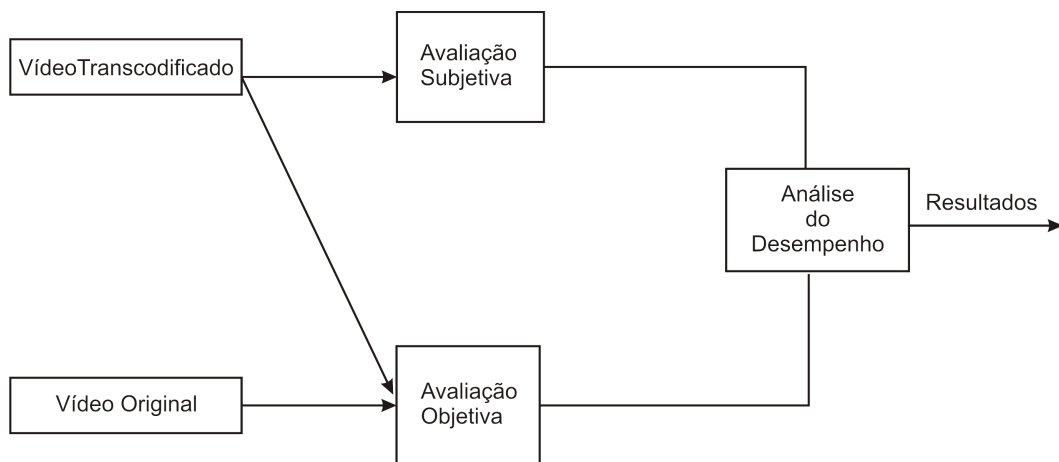 VídeoTranscodificado
Avaliação
Subjetiva
Análise
do
Desempenho
Resultados
Vídeo Original
Avaliação
Objetiva